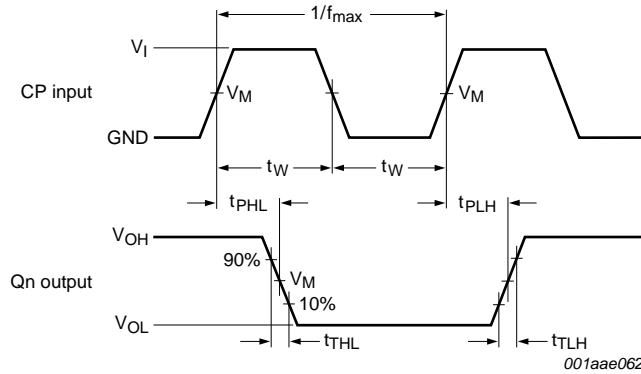 1/fmax
VI
CP input
VM
VM
GND
tW
tW
tPHL
tPLH
VOH
90%
Qn output
VM
10%
VOL
tTHL
tTLH
001aae062